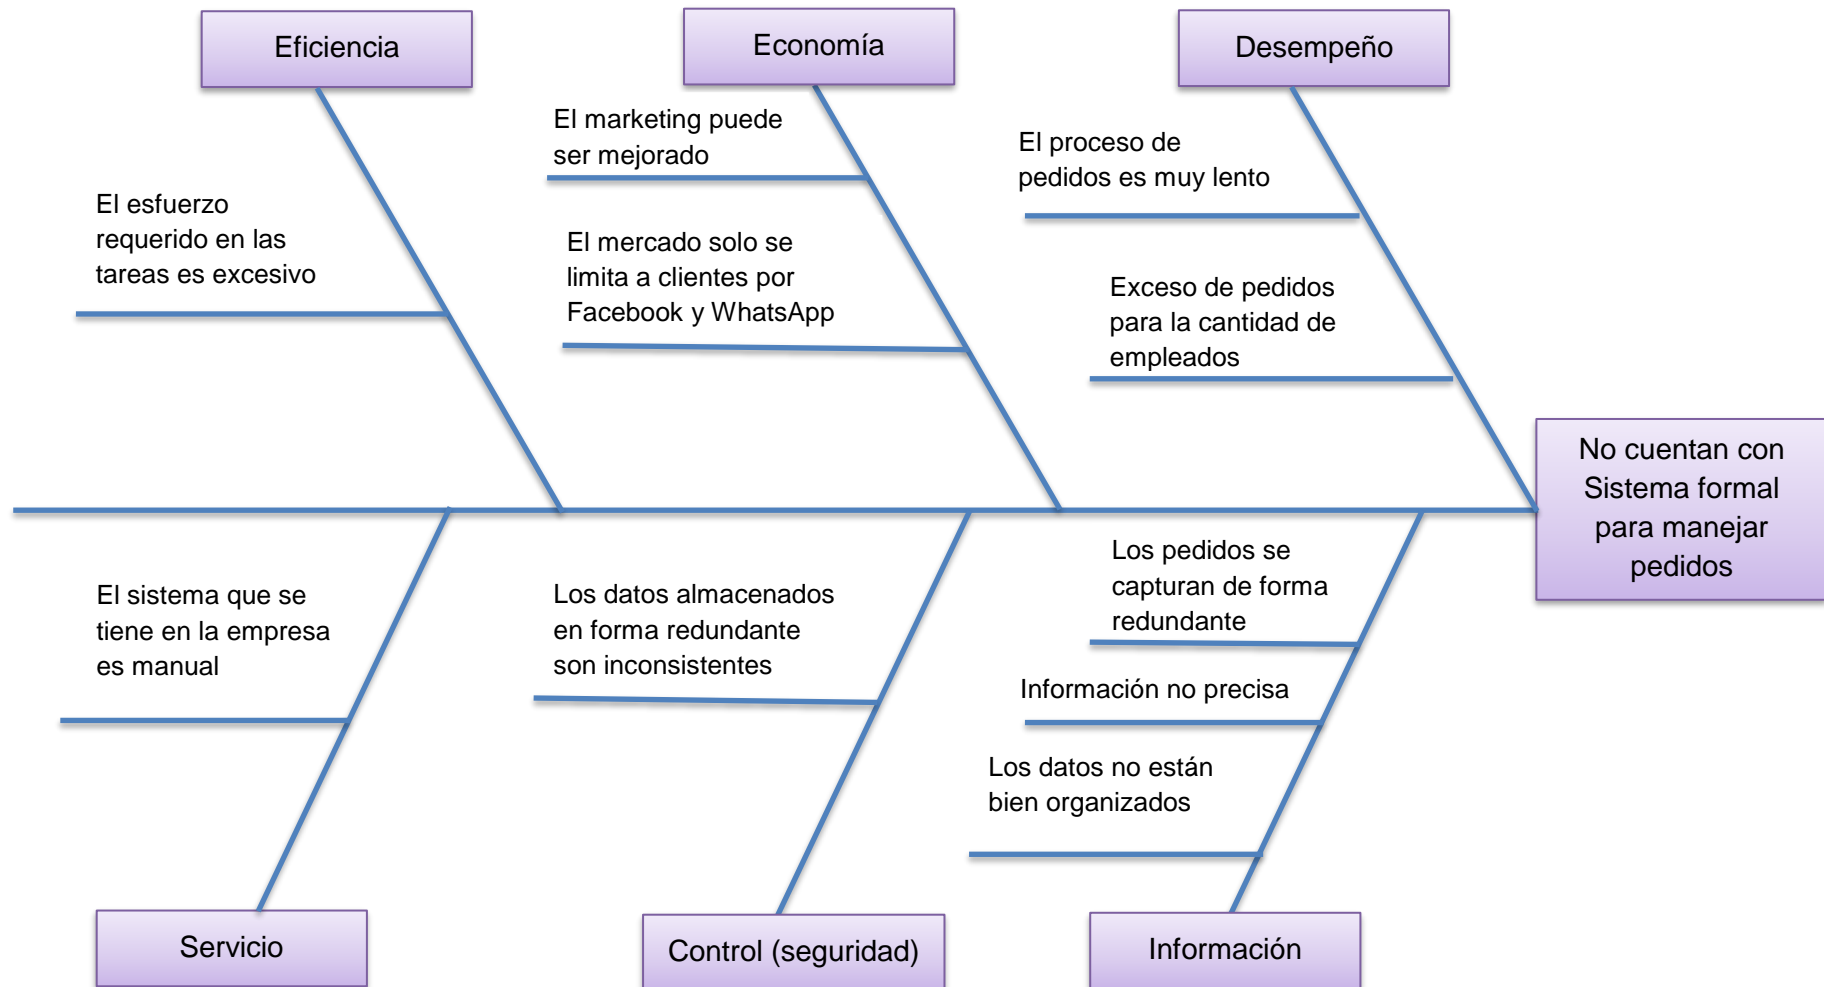 Eficiencia
Economía
Desempeño
El marketing puede
ser mejorado
El proceso de
pedidos es muy lento
El esfuerzo
requerido en las
tareas es excesivo
El mercado solo se
limita a clientes por
Facebook y WhatsApp
Exceso de pedidos
para la cantidad de
empleados
No cuentan con
Sistema formal
para manejar
pedidos
El sistema que se
tiene en la empresa
es manual
Los datos almacenados
en forma redundante
son inconsistentes
Los pedidos se
capturan de forma
redundante
Información no precisa
Los datos no están
bien organizados
Servicio
Control (seguridad)
Información